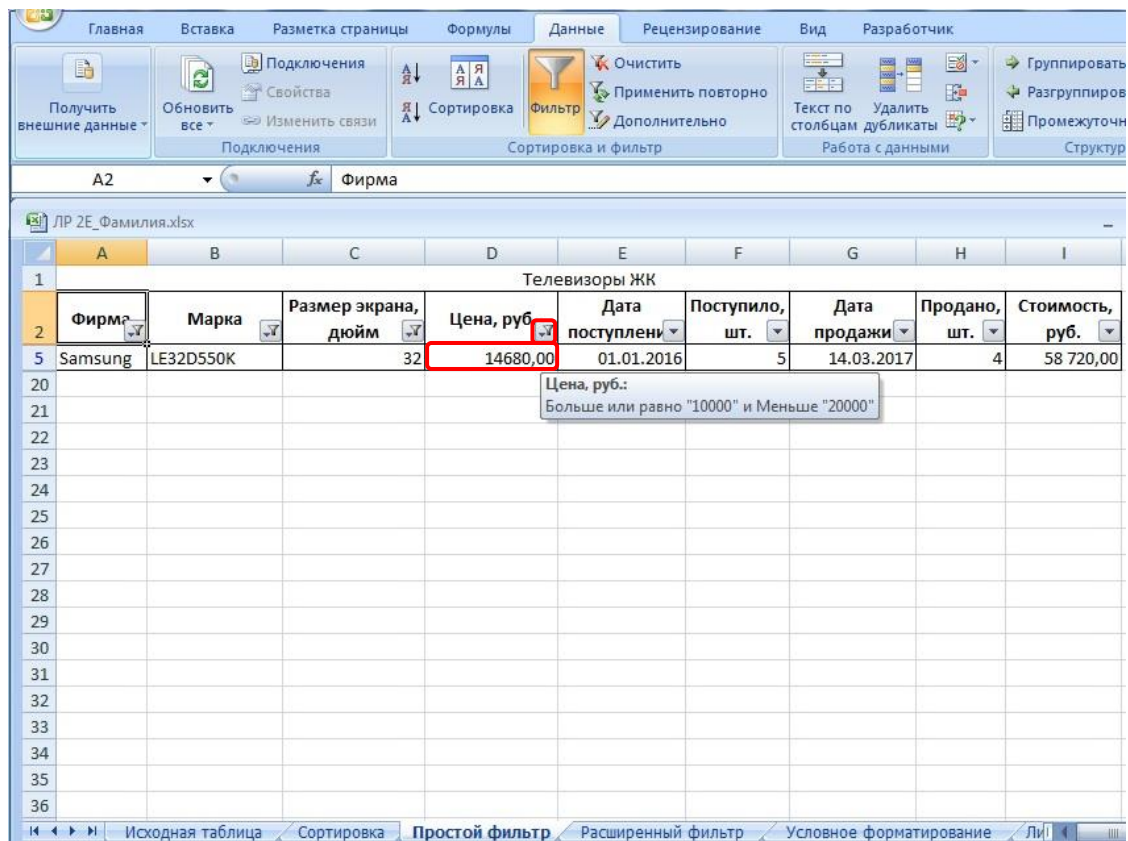 Главная Вставка Разметка страницы Формулы Данные Рецензирование Вид Разработчик
Получить внешние данные
Обновить все
Подключения
Свойства
Изменить связи
Подключения
Сортировка
Фильтр
Очистить
Применить повторно
Дополнительно
Сортировка и фильтр
Текст по столбцам
Удалить дубликаты
Работа с данными
Группировать
Разгруппиров
Промежуточн
Структур
A2 fx Фирма
ЛР 2Е_Фамилия.xlsx
A B C D E F G H I
1 Телевизоры ЖК
2 Фирма Марка Размер экрана, дюйм Цена, руб Дата поступлени Поступило, шт. Дата продажи Продано, шт. Стоимость, руб.
5 Samsung LE32D550K 32 14680,00 01.01.2016 5 14.03.2017 4 58 720,00
Цена, руб.:
Больше или равно "10000" и Меньше "20000"
20
21
22
23
24
25
26
27
28
29
30
31
32
33
34
35
36
Исходная таблица Сортировка Простой фильтр Расширенный фильтр Условное форматирование Ли